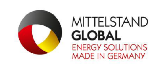 MITTELSTAND
GLOBAL
ENERGY SOLUTIONS
MADE IN GERMANY